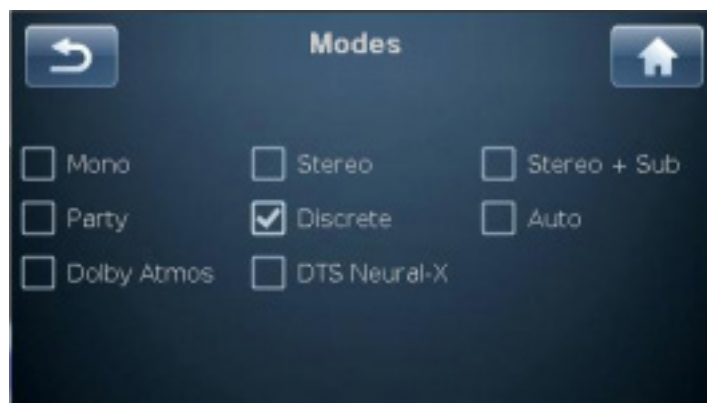 Modes
Mono Stereo Stereo + Sub
Party Discrete Auto
Dolby Atmos DTS Neural-X